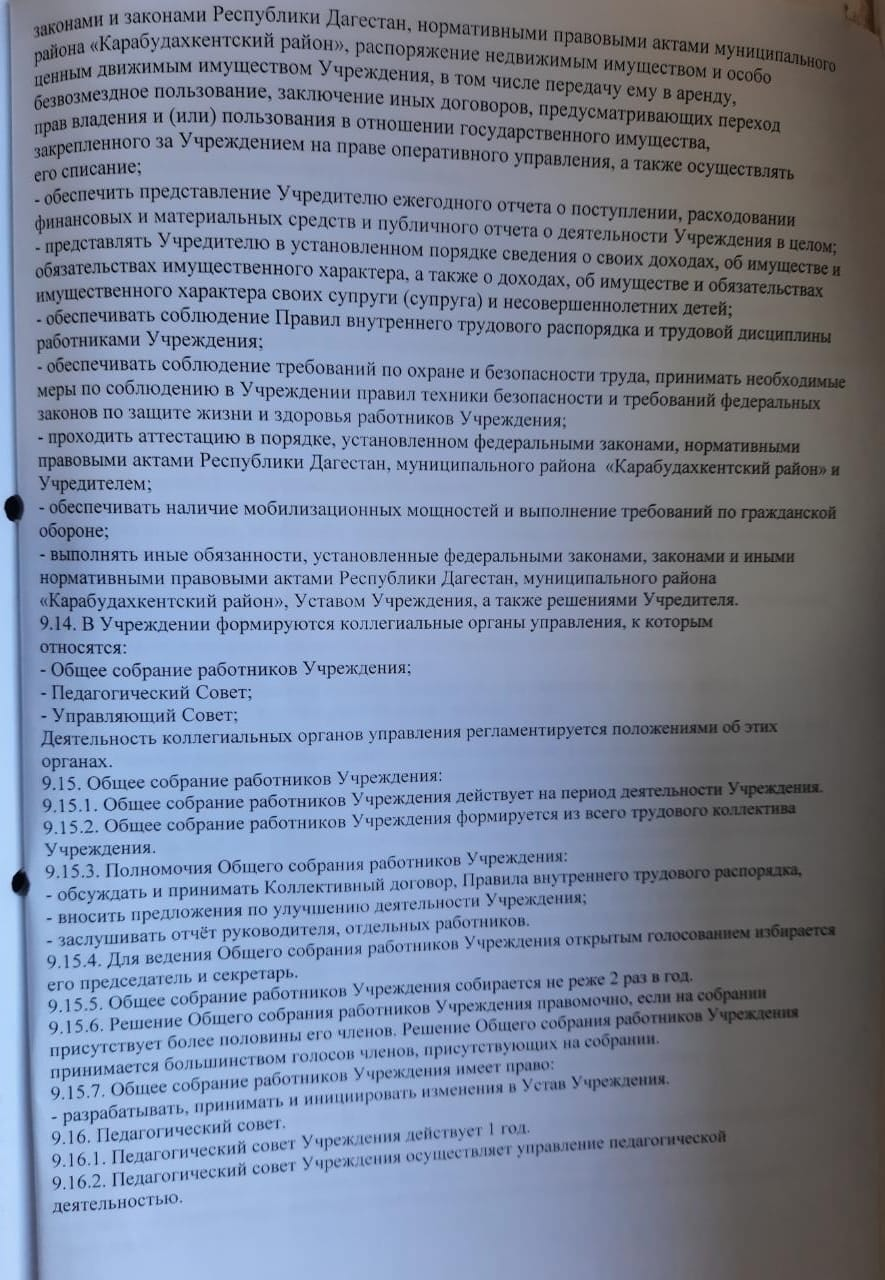 законами и законами Республики Дагестан, нормативными правовыми актами муниципального
района «Карабудахкентский район», распоряжение недвижимым имуществом и особо
ценным движимым имуществом Учреждения, в том числе передачу ему в аренду,
безвозмездное пользование, заключение иных договоров, предусматривающих переход
прав владения и (или) пользования в отношении государственного имущества,
закрепленного за Учреждением на праве оперативного управления, а также осуществлять
его списание;
- обеспечить представление Учредителю ежегодного отчета о поступлении, расходовании
финансовых и материальных средств и публичного отчета о деятельности Учреждения в целом;
- представлять Учредителю в установленном порядке сведения о своих доходах, об имуществе и
обязательствах имущественного характера, а также о доходах, об имуществе и обязательствах
имущественного характера своих супруги (супруга) и несовершеннолетних детей;
- обеспечивать соблюдение Правил внутреннего трудового распорядка и трудовой дисциплины
работниками Учреждения;
- обеспечивать соблюдение требований по охране и безопасности труда, принимать необходимые
меры по соблюдению в Учреждении правил техники безопасности и требований федеральных
законов по защите жизни и здоровья работников Учреждения;
- проходить аттестацию в порядке, установленном федеральными законами, нормативными
правовыми актами Республики Дагестан, муниципального района «Карабудахкентский район» и
Учредителем;
- обеспечивать наличие мобилизационных мощностей и выполнение требований по гражданской
обороне;
- выполнять иные обязанности, установленные федеральными законами, законами и иными
нормативными правовыми актами Республики Дагестан, муниципального района
«Карабудахкентский район», Уставом Учреждения, а также решениями Учредителя.
9.14. В Учреждении формируются коллегиальные органы управления, к которым
относятся:
- Общее собрание работников Учреждения;
- Педагогический Совет;
- Управляющий Совет;
Деятельность коллегиальных органов управления регламентируется положениями об этих
органах.
9.15. Общее собрание работников Учреждения:
9.15.1. Общее собрание работников Учреждения действует на период деятельности Учреждения.
9.15.2. Общее собрание работников Учреждения формируется из всего трудового коллектива
Учреждения.
9.15.3. Полномочия Общего собрания работников Учреждения:
- обсуждать и принимать Коллективный договор, Правила внутреннего трудового распорядка,
- вносить предложения по улучшению деятельности Учреждения;
- заслушивать отчёт руководителя, отдельных работников.
9.15.4. Для ведения Общего собрания работников Учреждения открытым голосованием избирается
его председатель и секретарь.
9.15.5. Общее собрание работников Учреждения собирается не реже 2 раз в год.
9.15.6. Решение Общего собрания работников Учреждения правомочно, если на собрании
присутствует более половины его членов. Решение Общего собрания работников Учреждения
принимается большинством голосов членов, присутствующих на собрании.
9.15.7. Общее собрание работников Учреждения имеет право:
- разрабатывать, принимать и инициировать изменения в Устав Учреждения.
9.16. Педагогический совет.
9.16.1. Педагогический совет Учреждения действует 1 год.
9.16.2. Педагогический совет Учреждения осуществляет управление педагогической
деятельностью.